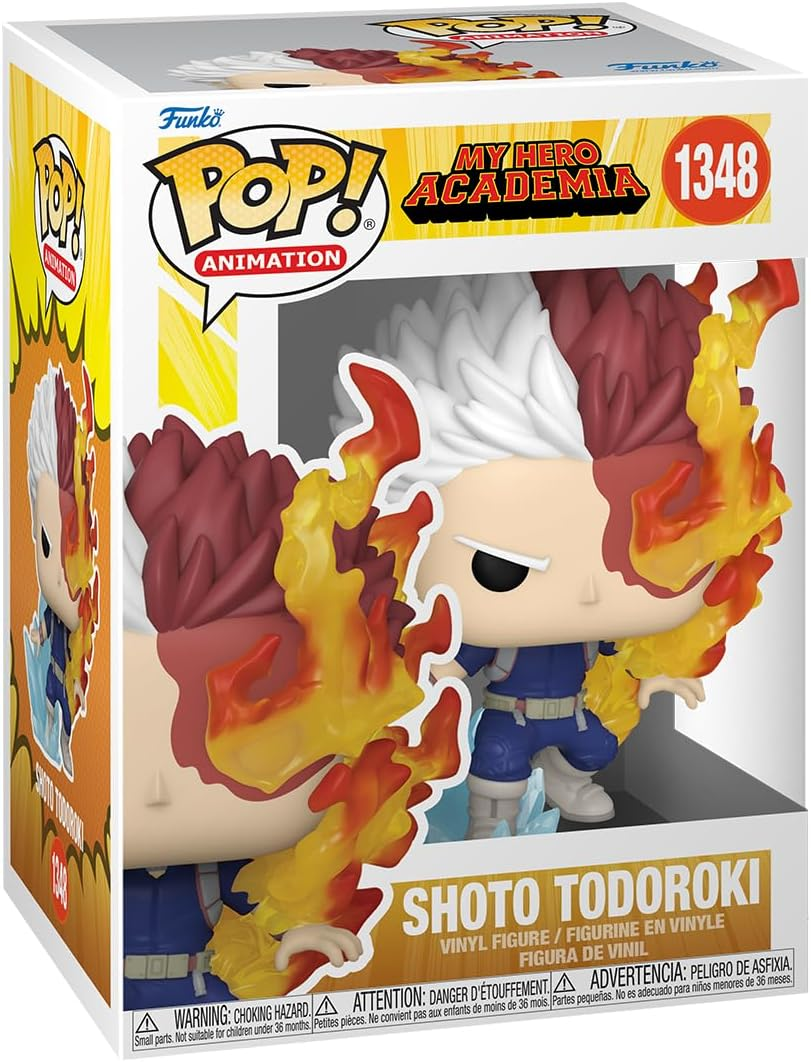 POP!
ANIMATION
Funko
Funko
POP!®
ANIMATION
MY HERO
ACADEMIA
1348
POP!
ANIMATION
SHOTO TODOROKI
1348
SHOTO TODOROKI
VINYL FIGURE / FIGURINE EN VINYLE
FIGURA DE VINIL
WARNING: CHOKING HAZARD.
Small parts. Not suitable for children under 36 months.
ATTENTION: DANGER D'ÉTOUFFEMENT.
Petites pièces. Ne convient pas aux enfants de moins de 36 mois.
ADVERTENCIA: PELIGRO DE ASFIXIA.
Partes pequeñas. No es adecuado para niños menores de 36 meses.